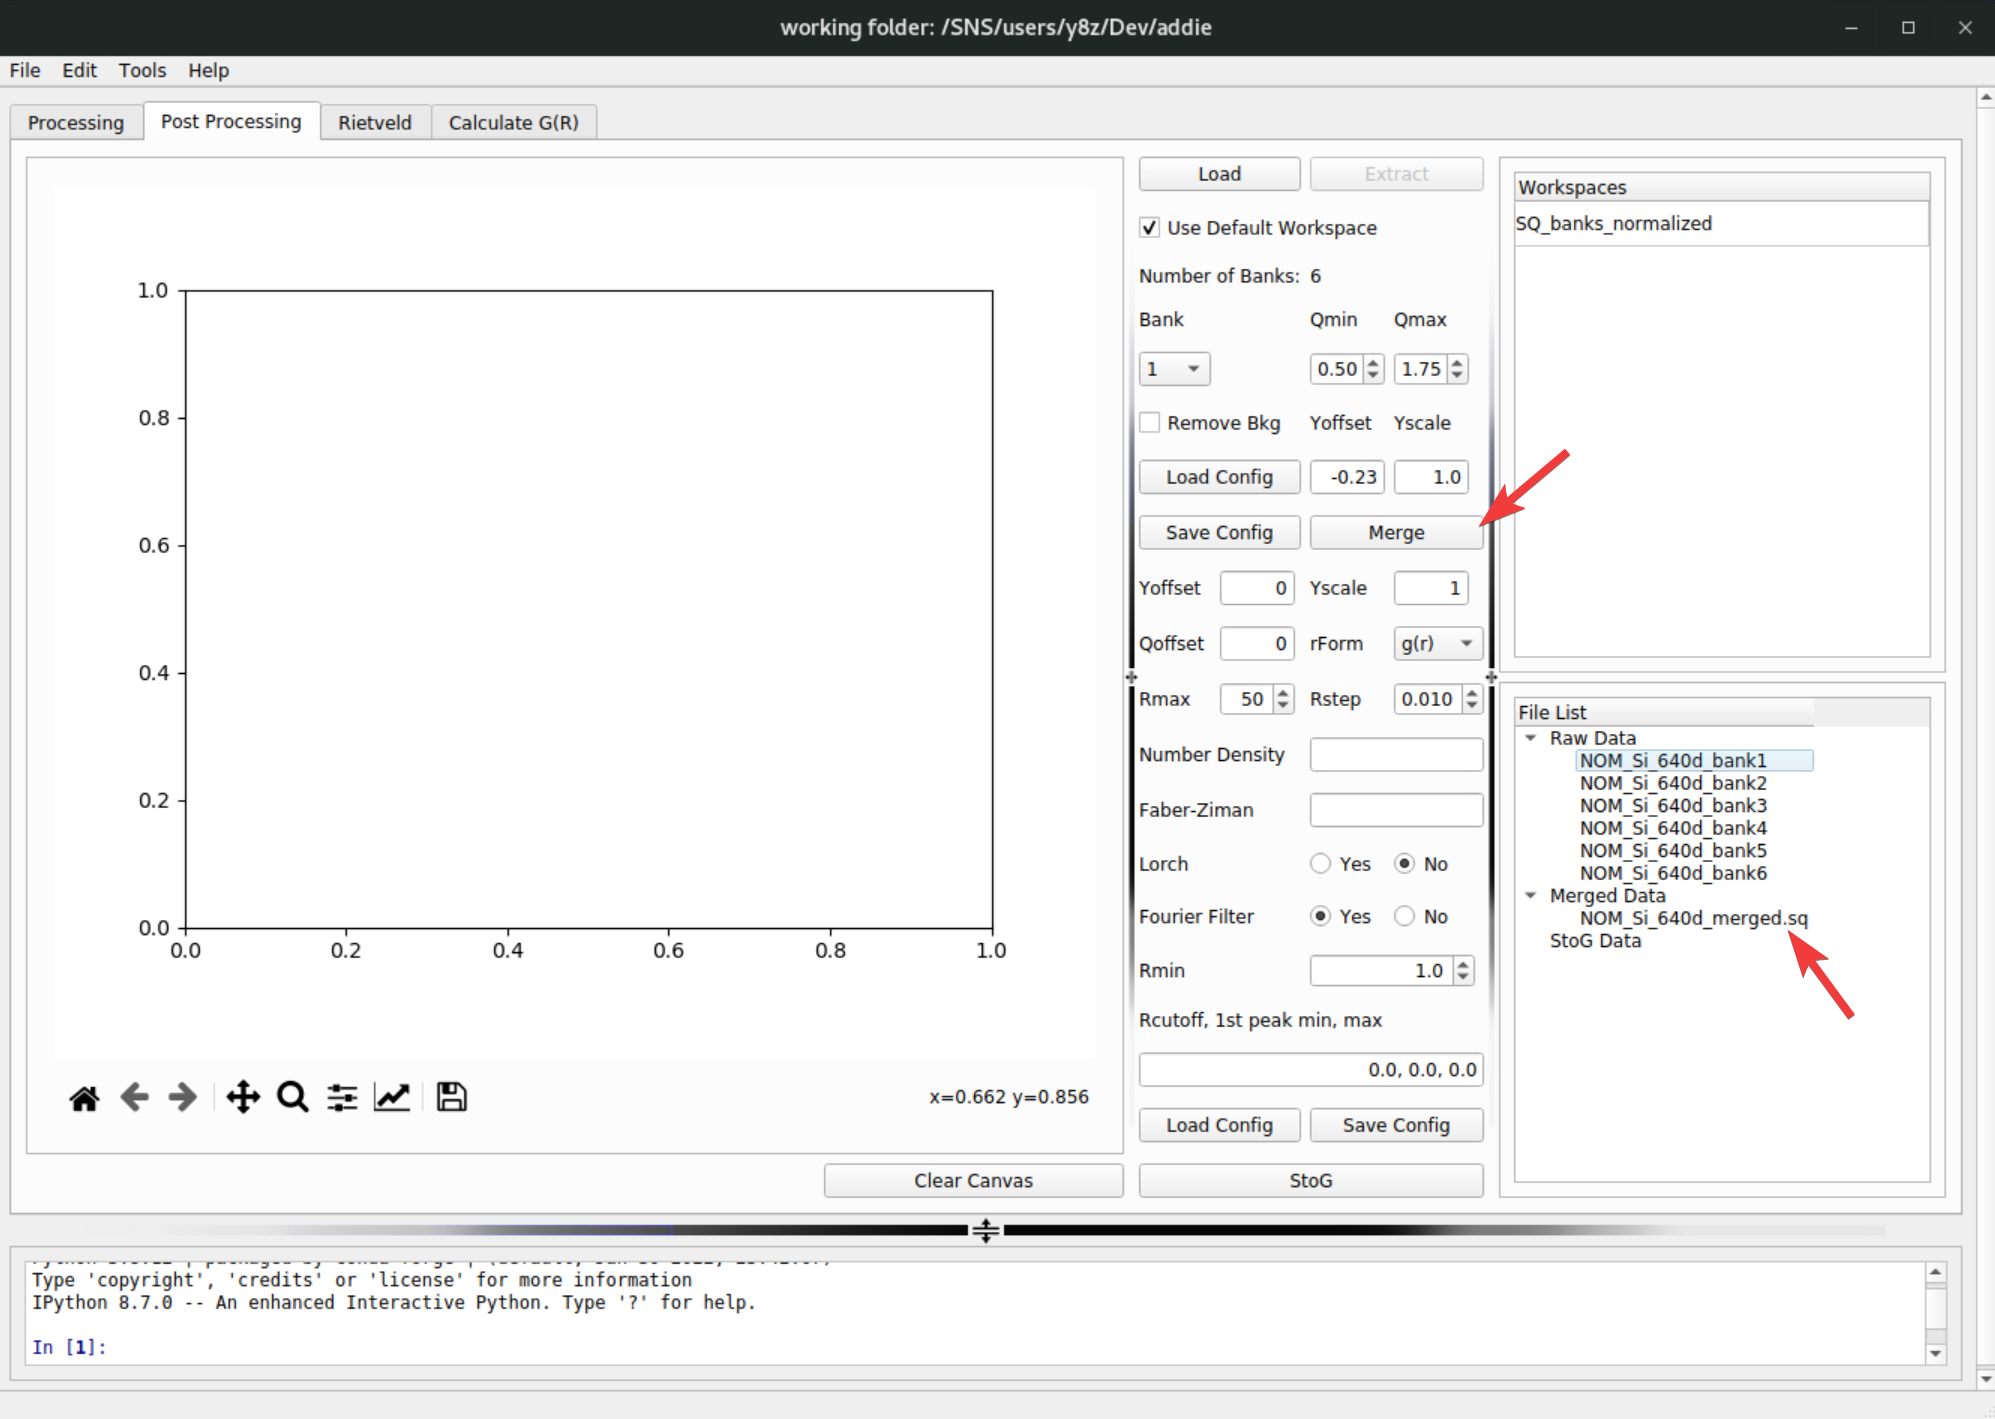 working folder: /SNS/users/y8z/Dev/addie
File Edit Tools Help
Processing Post Processing Rietveld Calculate G(R)
1.0
0.8
0.6
0.4
0.2
0.0
0.0 0.2 0.4 0.6 0.8 1.0
x=0.662 y=0.856
Clear Canvas
Load Extract
Use Default Workspace
Number of Banks: 6
Bank Qmin Qmax
1 0.50 1.75
Remove Bkg Yoffset Yscale
Load Config -0.23 1.0
Save Config Merge
Yoffset 0 Yscale 1
Qoffset 0 rForm g(r)
Rmax 50 Rstep 0.010
Number Density
Faber-Ziman
Lorch Yes No
Fourier Filter Yes No
Rmin 1.0
Rcutoff, 1st peak min, max
0.0, 0.0, 0.0
Load Config Save Config
StoG
Workspaces
SQ_banks_normalized
File List
Raw Data
NOM_Si_640d_bank1
NOM_Si_640d_bank2
NOM_Si_640d_bank3
NOM_Si_640d_bank4
NOM_Si_640d_bank5
NOM_Si_640d_bank6
Merged Data
NOM_Si_640d_merged.sq
StoG Data
Type 'copyright', 'credits' or 'license' for more information
IPython 8.7.0 -- An enhanced Interactive Python. Type '?' for help.
In [1]: